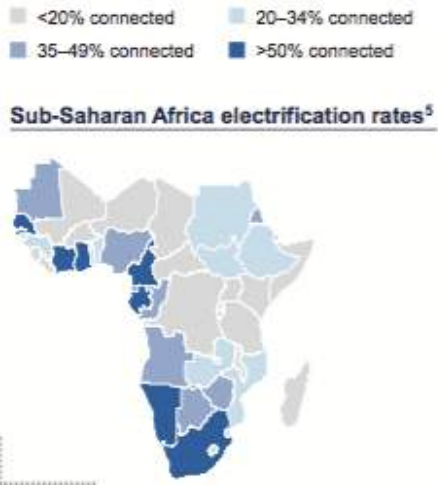 <20% connected
20–34% connected
35–49% connected
>50% connected
Sub-Saharan Africa electrification rates⁵